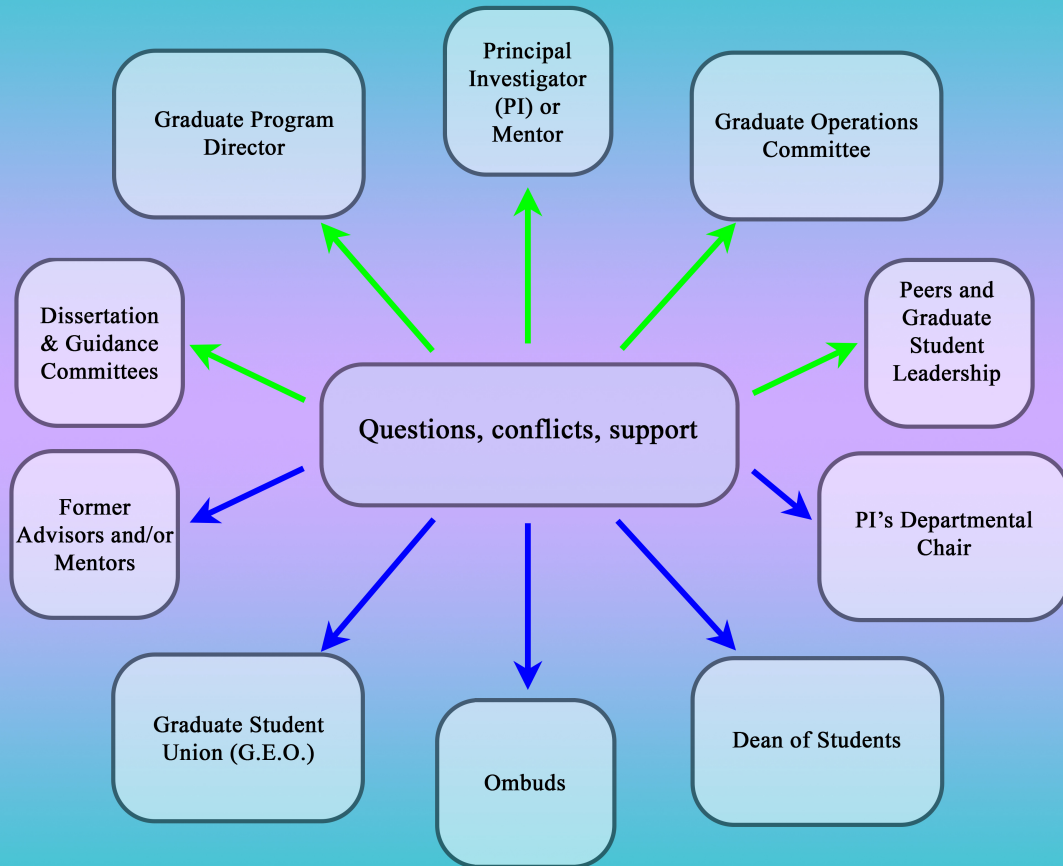 Principal
Investigator
(PI) or
Mentor
Graduate Program
Director
Graduate Operations
Committee
Dissertation
& Guidance
Committees
Peers and
Graduate
Student
Leadership
Questions, conflicts, support
Former
Advisors and/or
Mentors
PI’s Departmental
Chair
Graduate Student
Union (G.E.O.)
Ombuds
Dean of Students